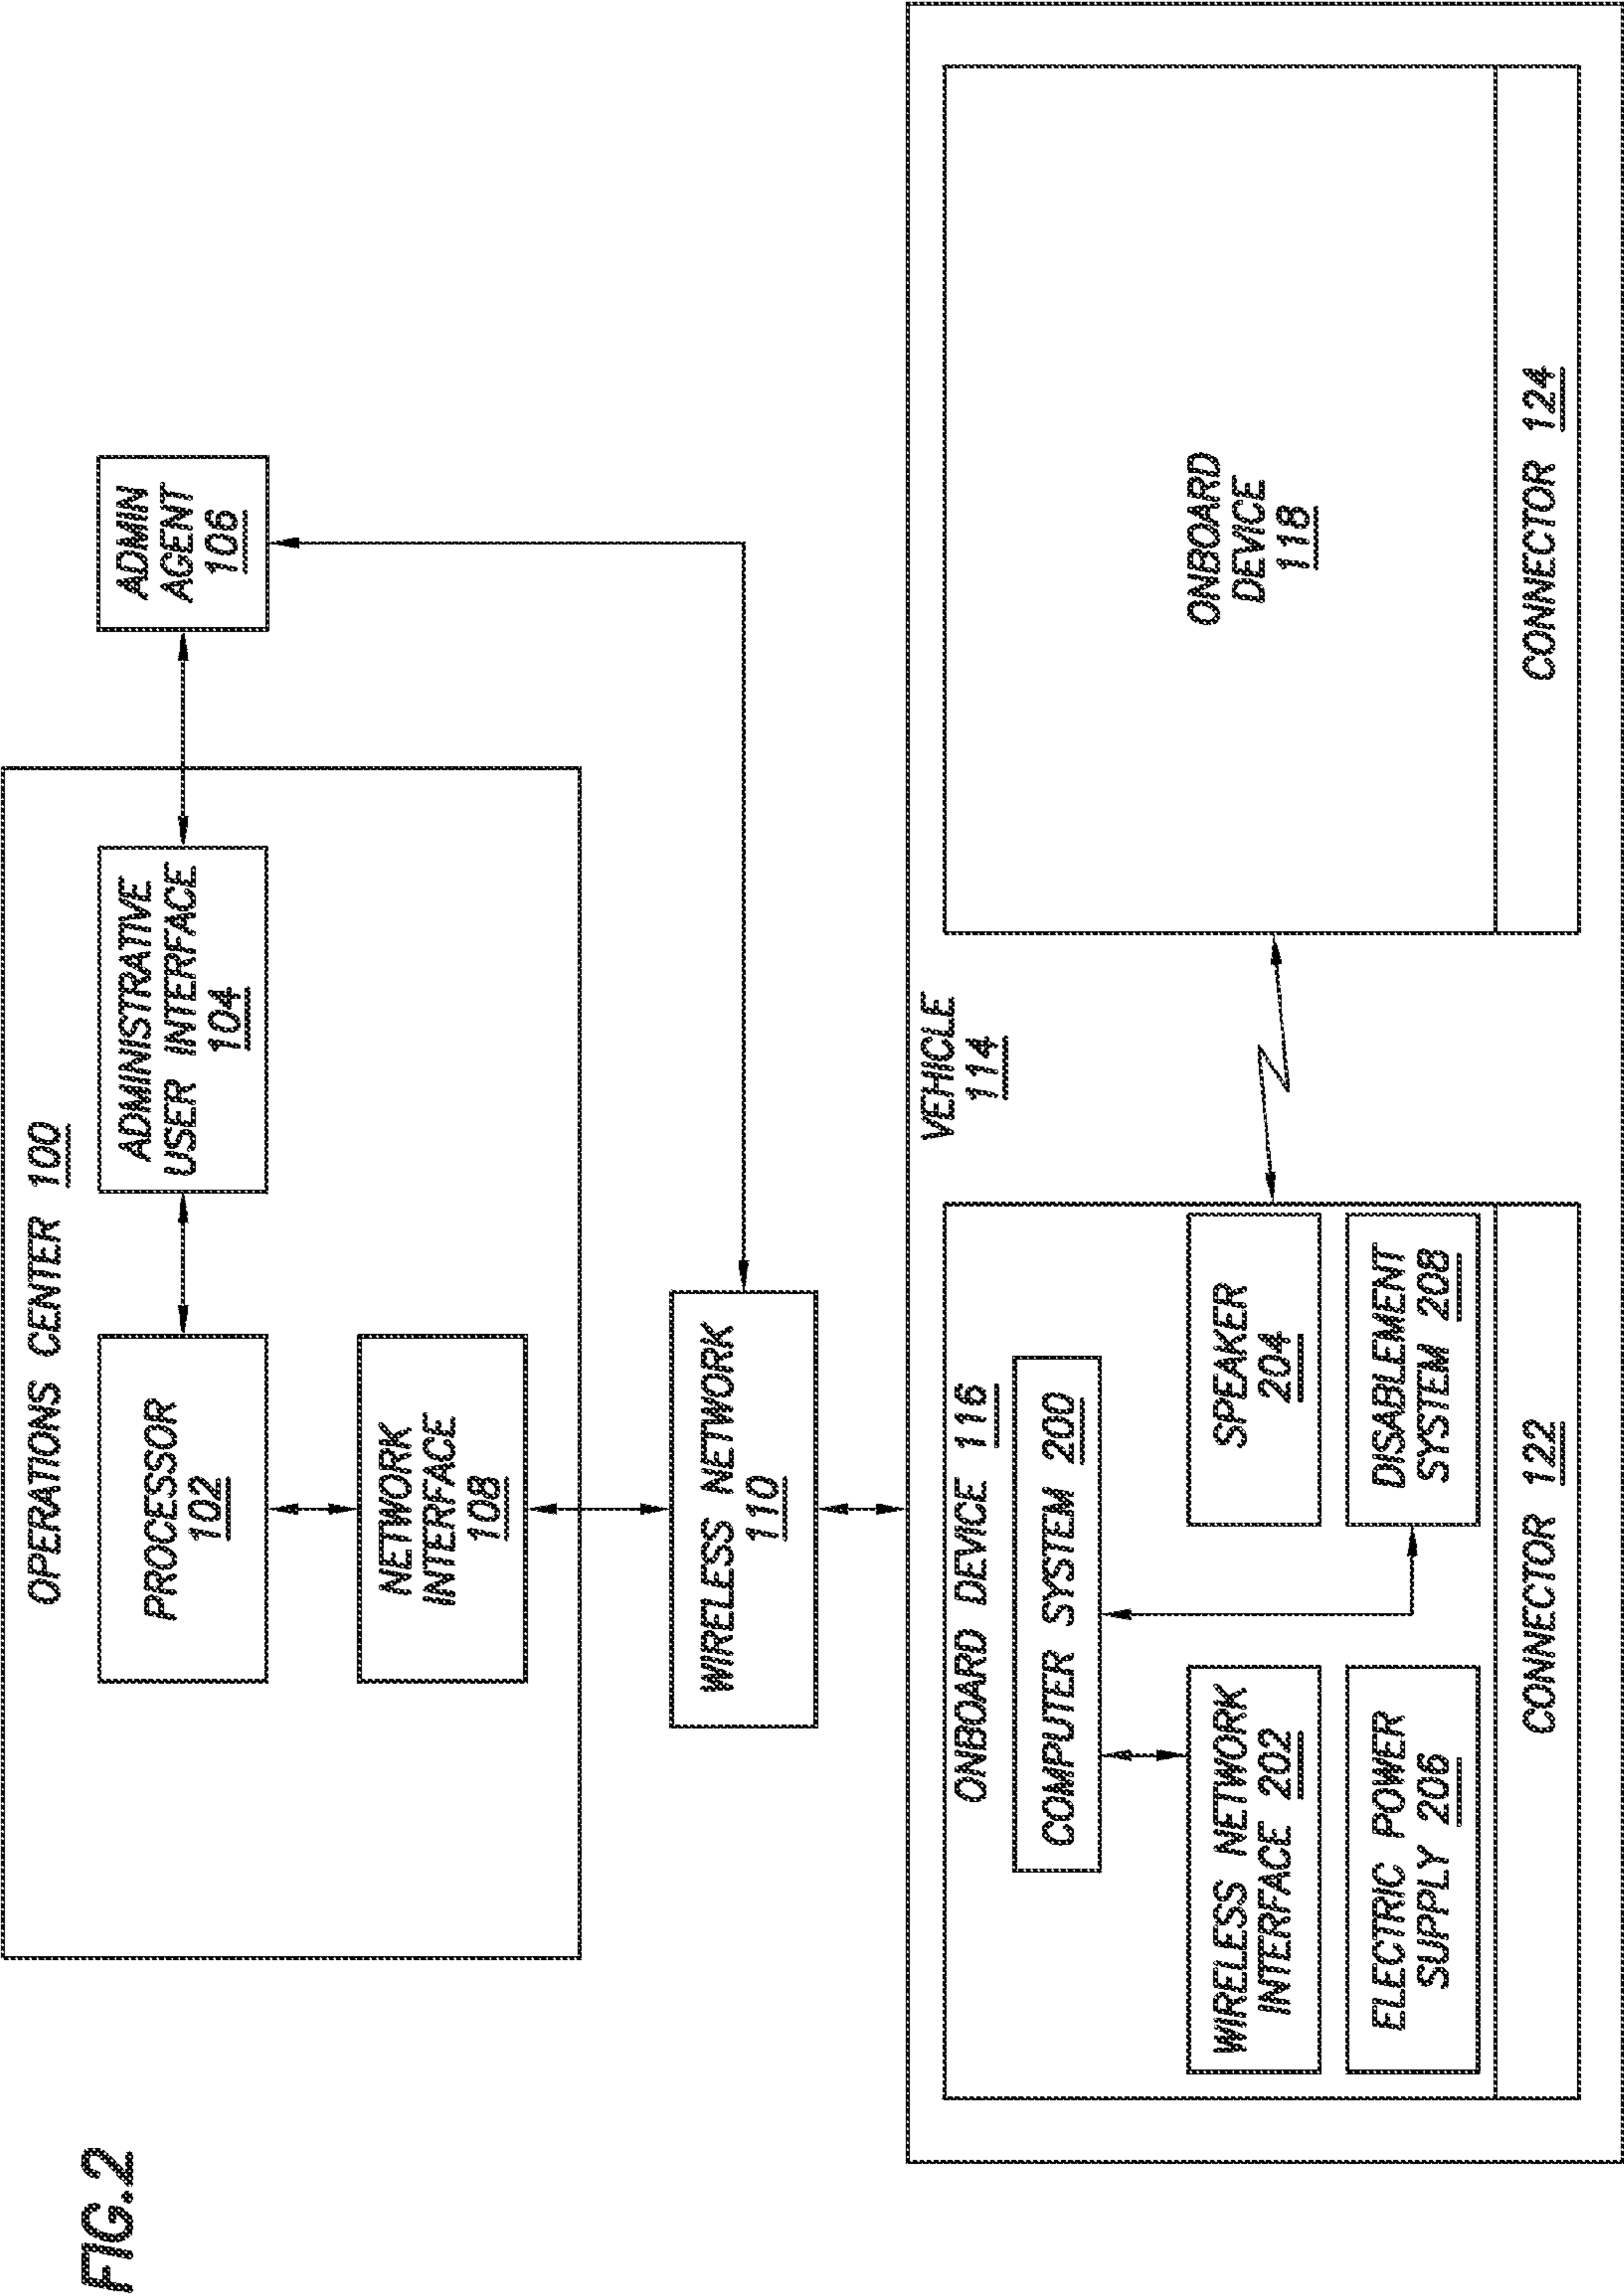 FIG.2
OPERATIONS CENTER 100
PROCESSOR
102
ADMINISTRATIVE
USER INTERFACE
104
ADMIN
AGENT
106
NETWORK
INTERFACE
108
WIRELESS NETWORK
110
VEHICLE
114
ONBOARD DEVICE 116
COMPUTER SYSTEM 200
WIRELESS NETWORK
INTERFACE 202
SPEAKER
204
ELECTRIC POWER
SUPPLY 206
DISABLEMENT
SYSTEM 208
CONNECTOR 122
ONBOARD
DEVICE
118
CONNECTOR 124